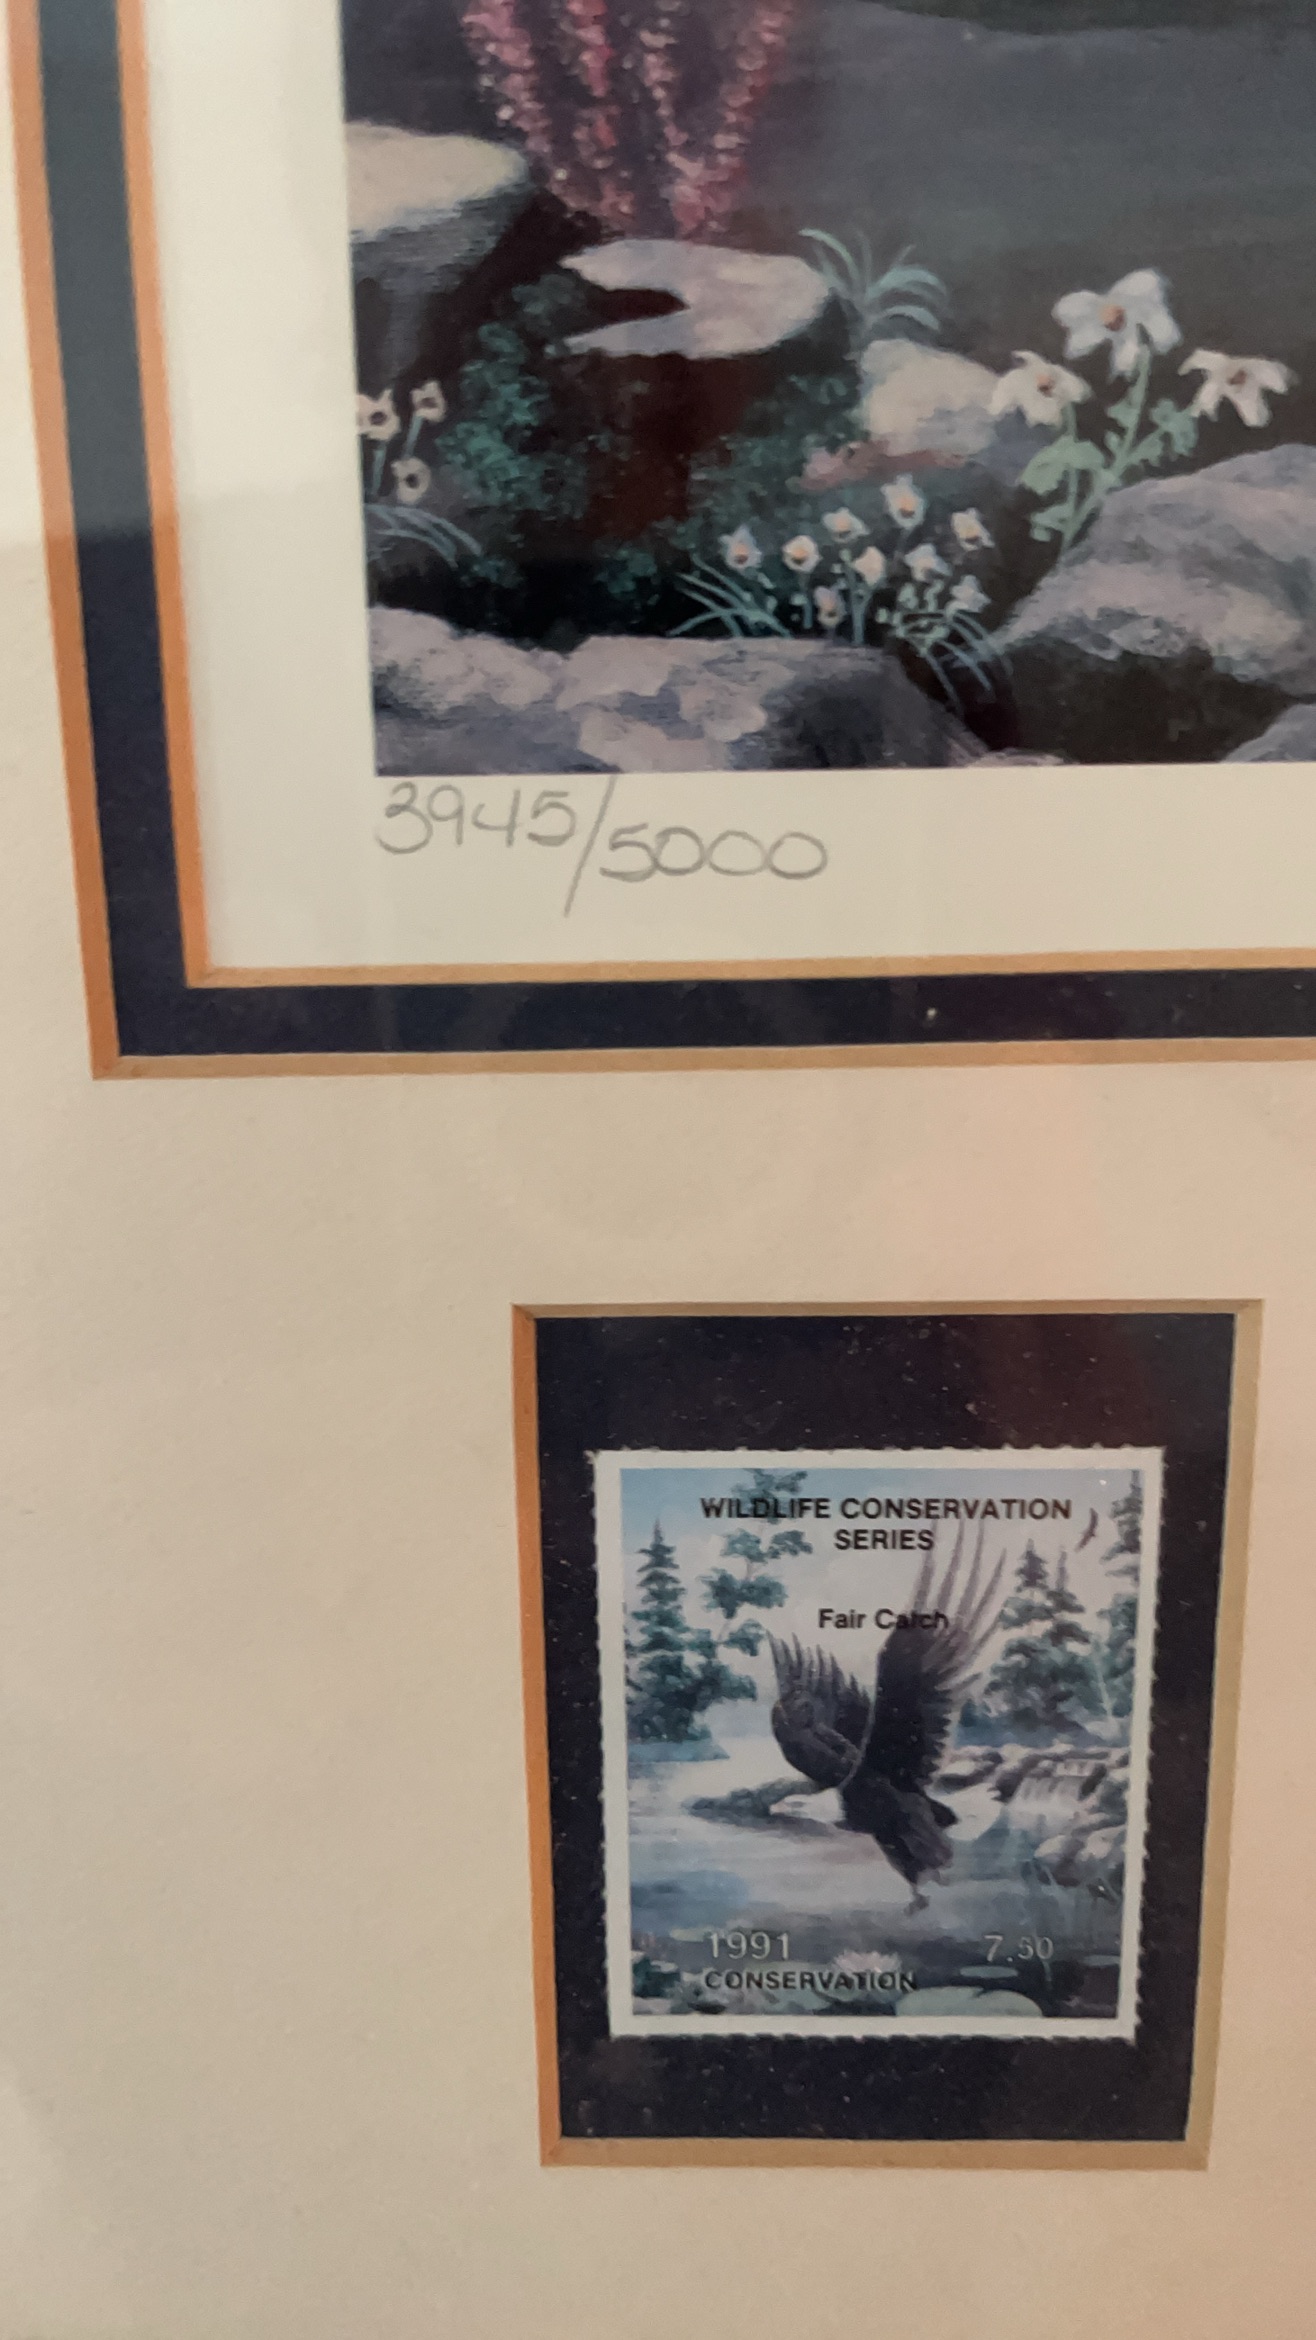 3945/5000
WILDLIFE CONSERVATION
SERIES
Fair Catch
1991
7.50
CONSERVATION